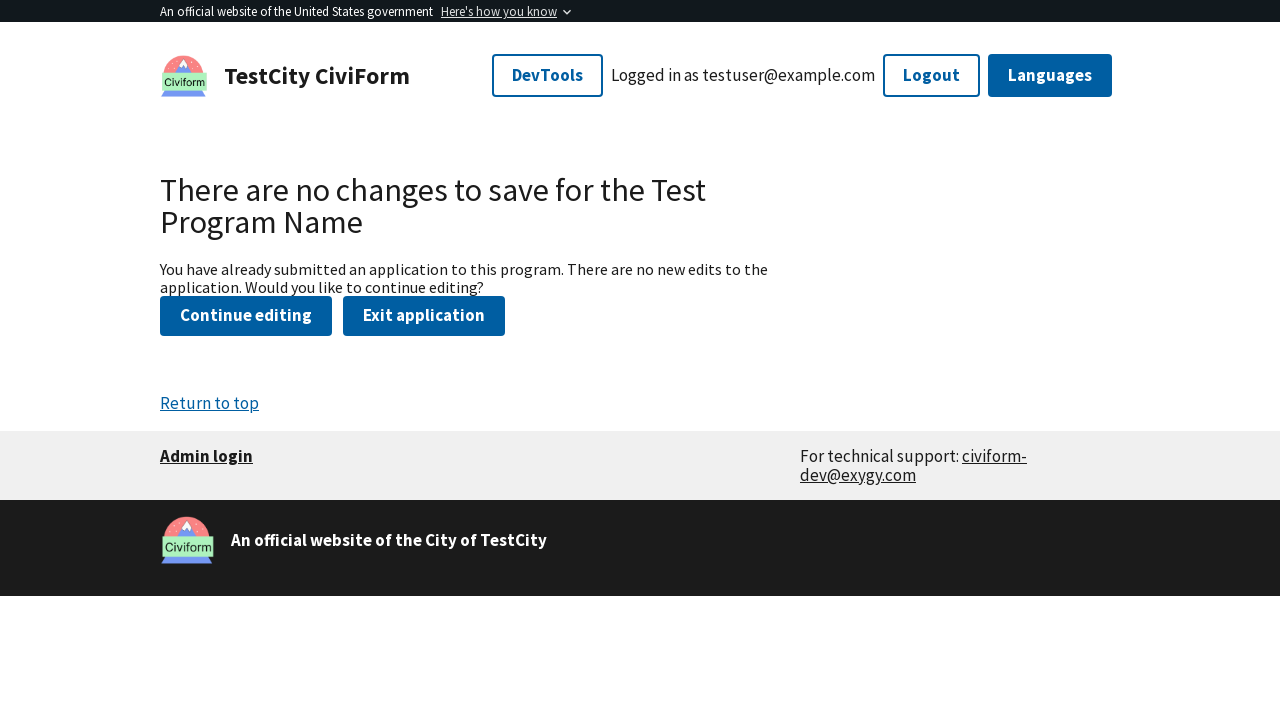 An official website of the United States government Here's how you know
Civiform
TestCity CiviForm
DevTools
Logged in as testuser@example.com
Logout
Languages
There are no changes to save for the Test
Program Name
You have already submitted an application to this program. There are no new edits to the
application. Would you like to continue editing?
Continue editing
Exit application
Return to top
Admin login
For technical support: civiform-
dev@exygy.com
Civiform
An official website of the City of TestCity